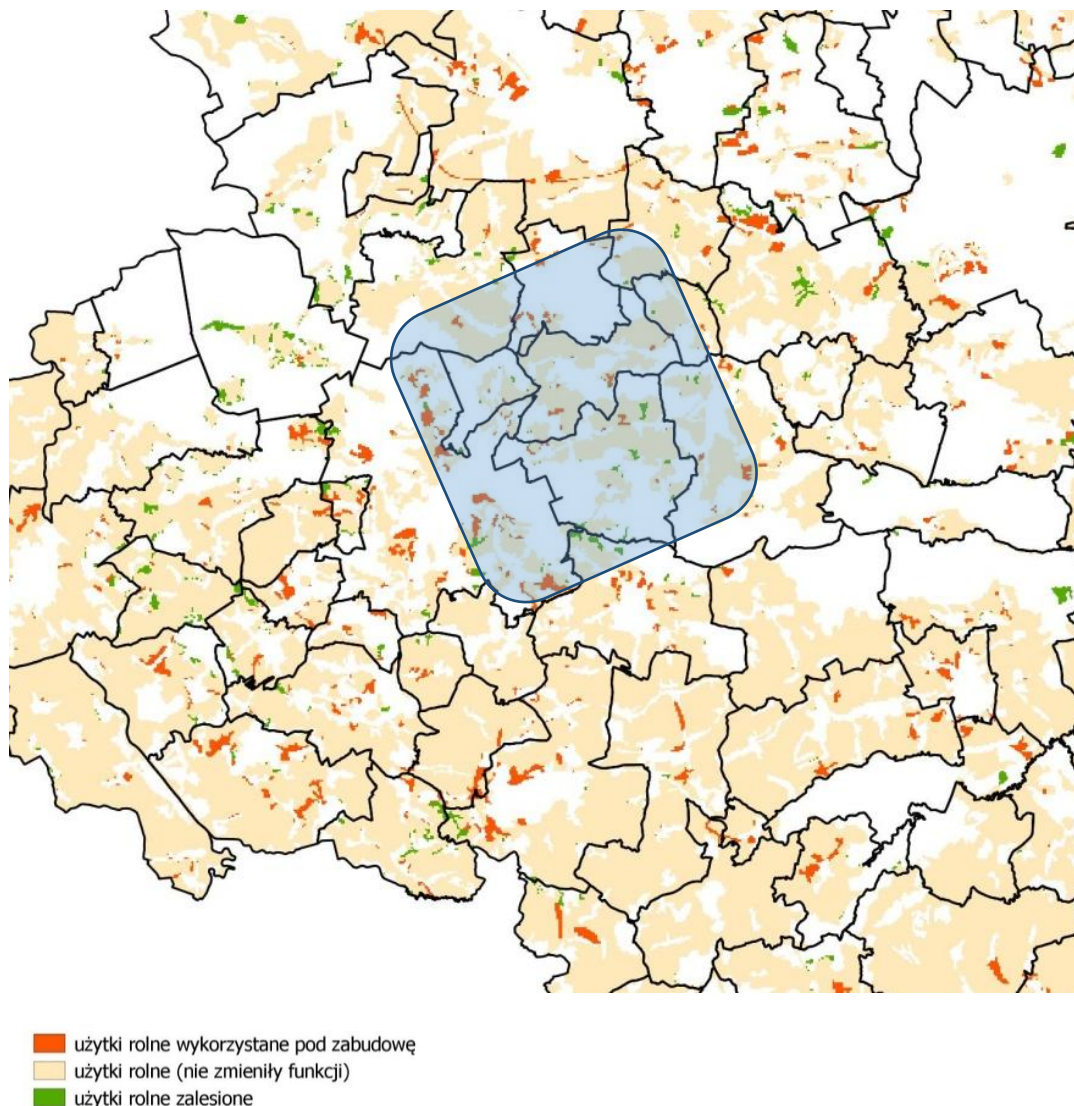 użytki rolne wykorzystane pod zabudowę
użytki rolne (nie zmieniły funkcji)
użytki rolne zalesione